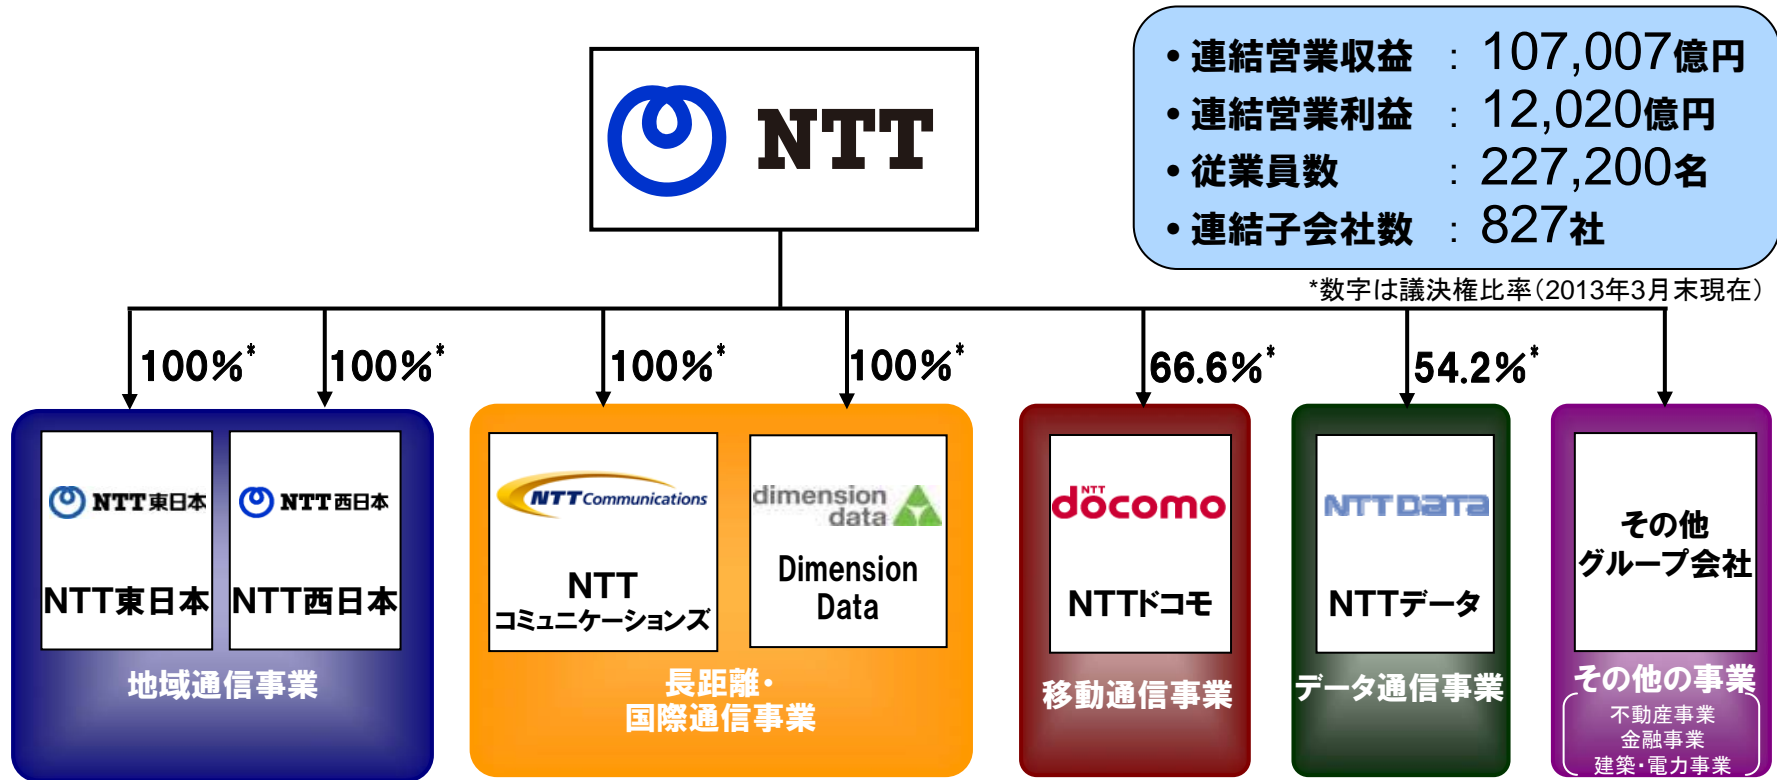 NTT
• 連結営業収益 : 107,007億円
• 連結営業利益 : 12,020億円
• 従業員数 : 227,200名
• 連結子会社数 : 827社
*数字は議決権比率(2013年3月末現在)
100%* 100%* 100%* 100%* 66.6%* 54.2%*
NTT東日本
NTT東日本
NTT西日本
NTT西日本
地域通信事業
NTT Communications
NTT
コミュニケーションズ
dimension
data
Dimension
Data
長距離・
国際通信事業
NTT
döcomo
NTTドコモ
移動通信事業
NTT DATA
NTTデータ
データ通信事業
その他
グループ会社
その他の事業
不動産事業
金融事業
建築・電力事業